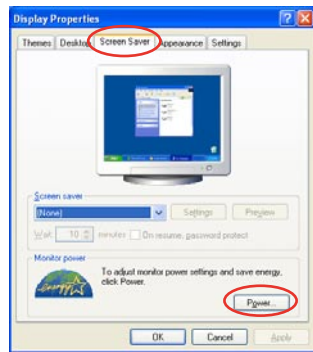 Display Properties
Themes Desktop Screen Saver Appearance Settings
Screen saver
(None) Settings Preview
Wait: 10 minutes On resume, password protect
Monitor power
To adjust monitor power settings and save energy,
click Power.
Power...
OK Cancel Apply